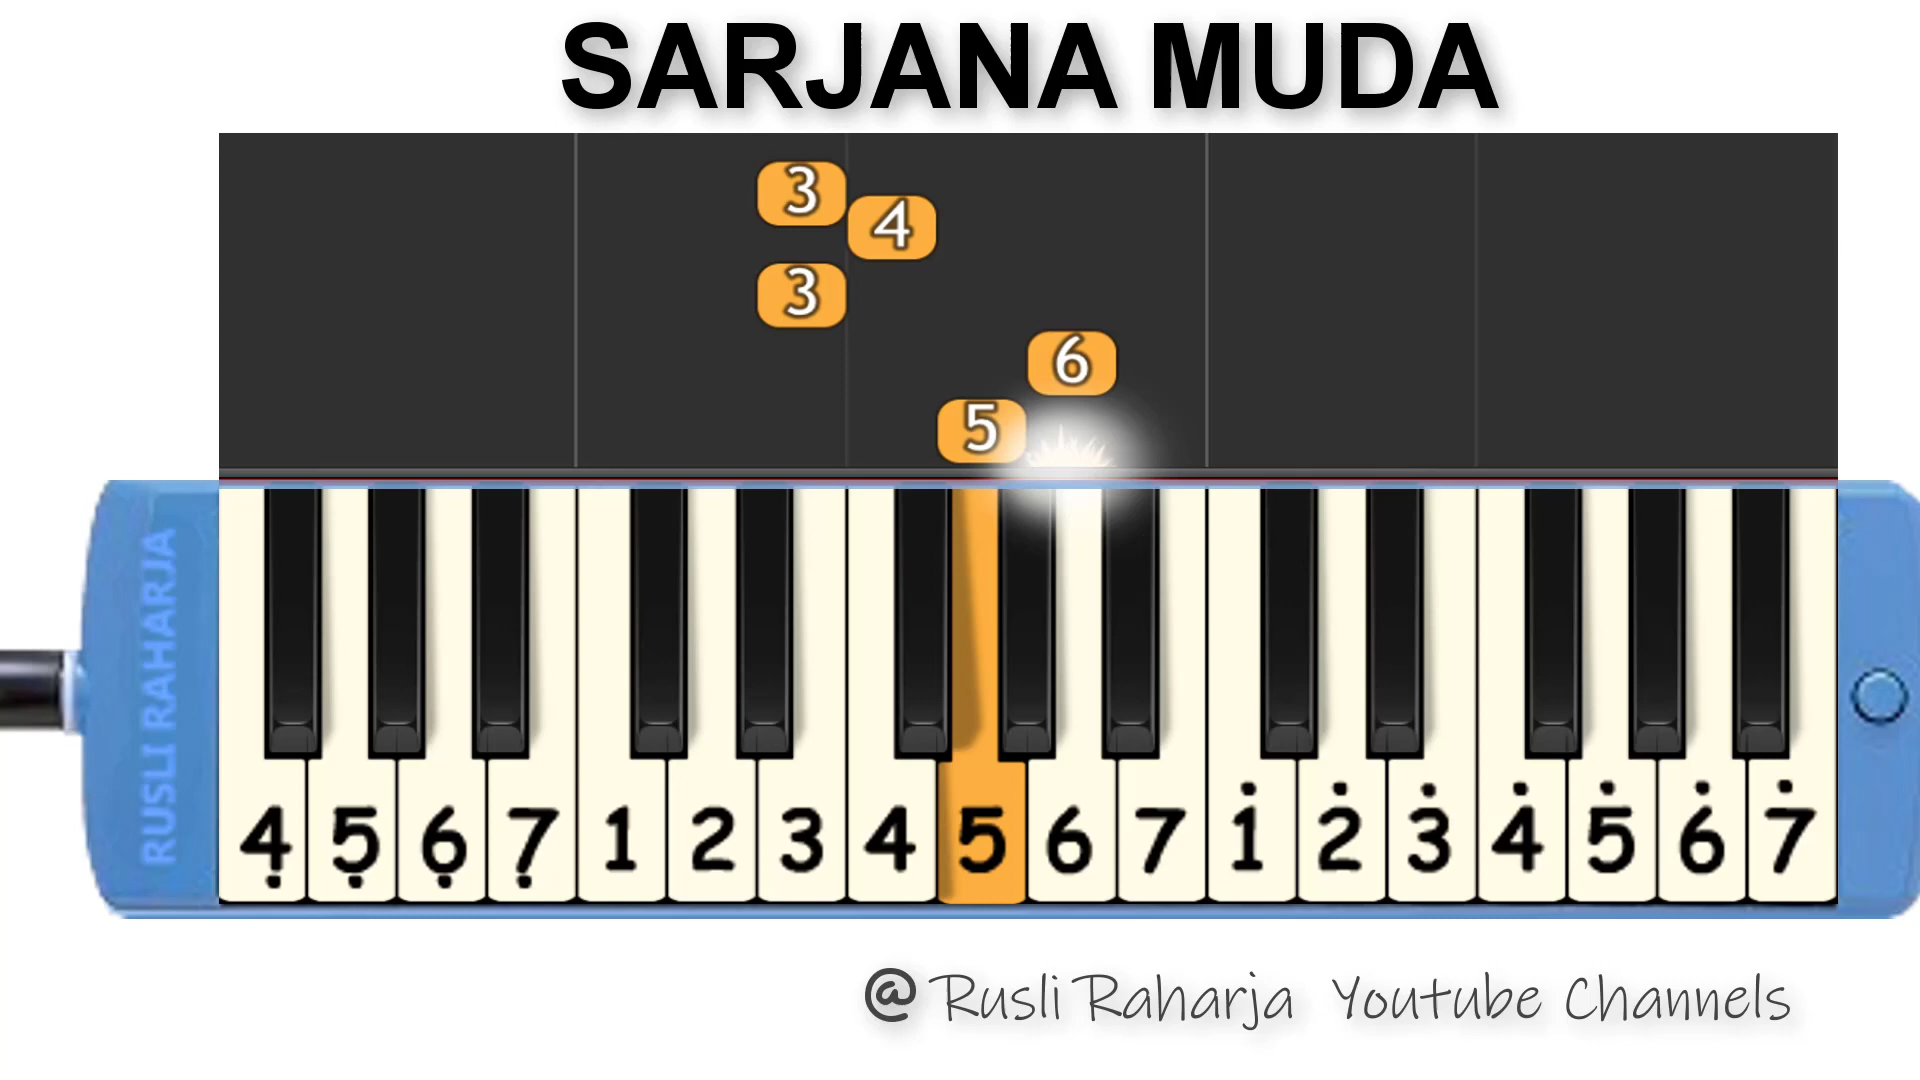 SARJANA MUDA
3
4
3
6
5
RUSLI RAHARJA
4̣ 5̣ 6̣ 7̣ 1 2 3 4 5 6 7 1̇ 2̇ 3̇ 4̇ 5̇ 6̇ 7̇
@ Rusli Raharja Youtube Channels